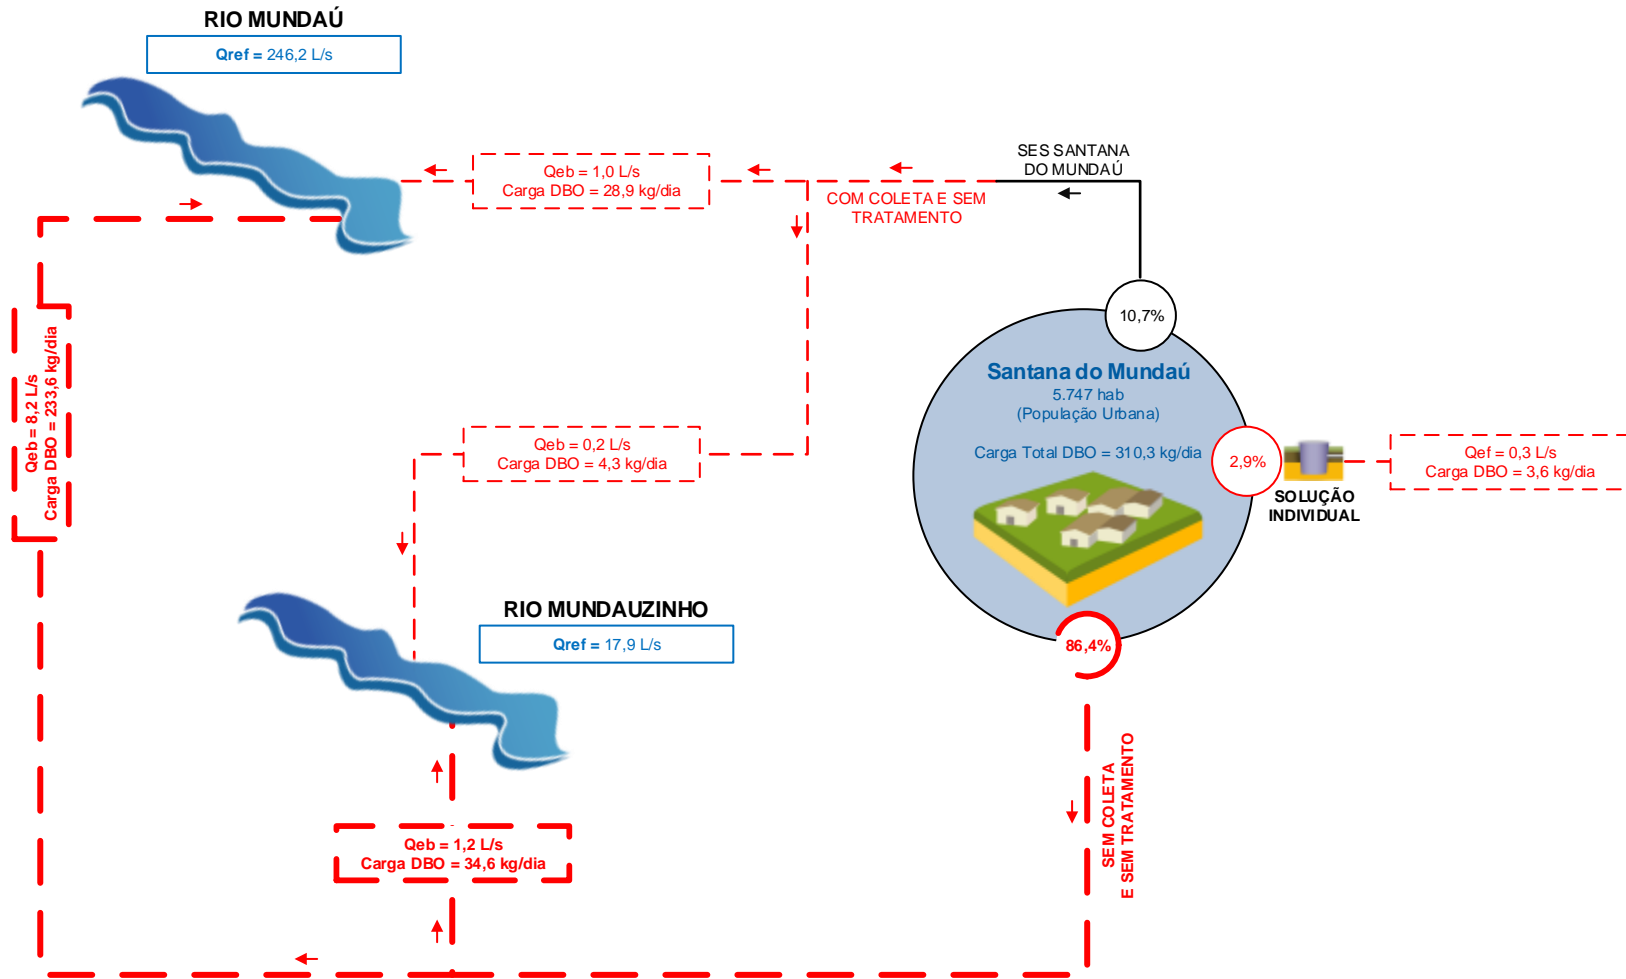 RIO MUNDAÚ
Qref = 246,2 L/s
Qeb = 1,0 L/s
Carga DBO = 28,9 kg/dia
COM COLETA E SEM
TRATAMENTO
SES SANTANA
DO MUNDAÚ
10,7%
Santana do Mundaú
5.747 hab
(População Urbana)
Carga Total DBO = 310,3 kg/dia
2,9%
SOLUÇÃO
INDIVIDUAL
Qef = 0,3 L/s
Carga DBO = 3,6 kg/dia
Qeb = 8,2 L/s
Carga DBO = 233,6 kg/dia
Qeb = 0,2 L/s
Carga DBO = 4,3 kg/dia
RIO MUNDAUZINHO
Qref = 17,9 L/s
86,4%
SEM COLETA
E SEM TRATAMENTO
Qeb = 1,2 L/s
Carga DBO = 34,6 kg/dia